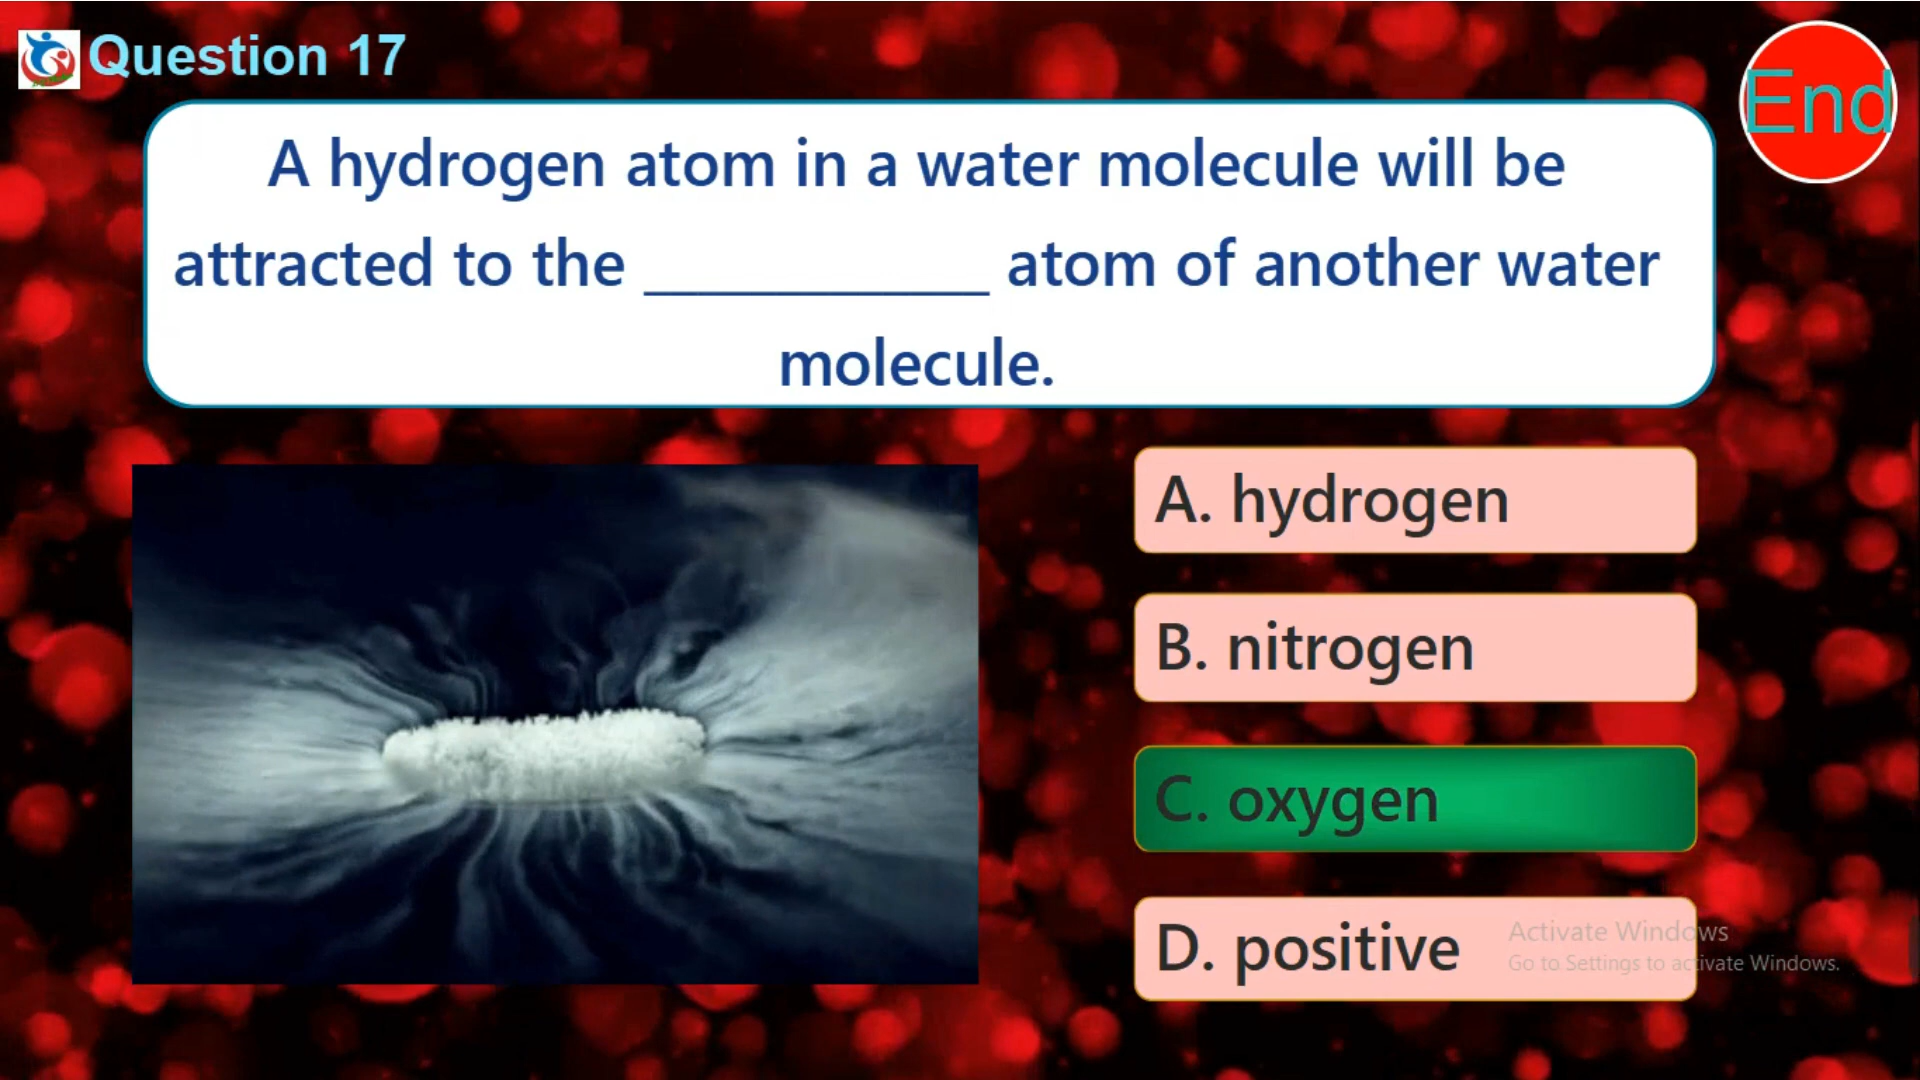 Question 17
End
A hydrogen atom in a water molecule will be
attracted to the ___________ atom of another water
molecule.
A. hydrogen
B. nitrogen
C. oxygen
D. positive
Activate Windows
Go to Settings to activate Windows.